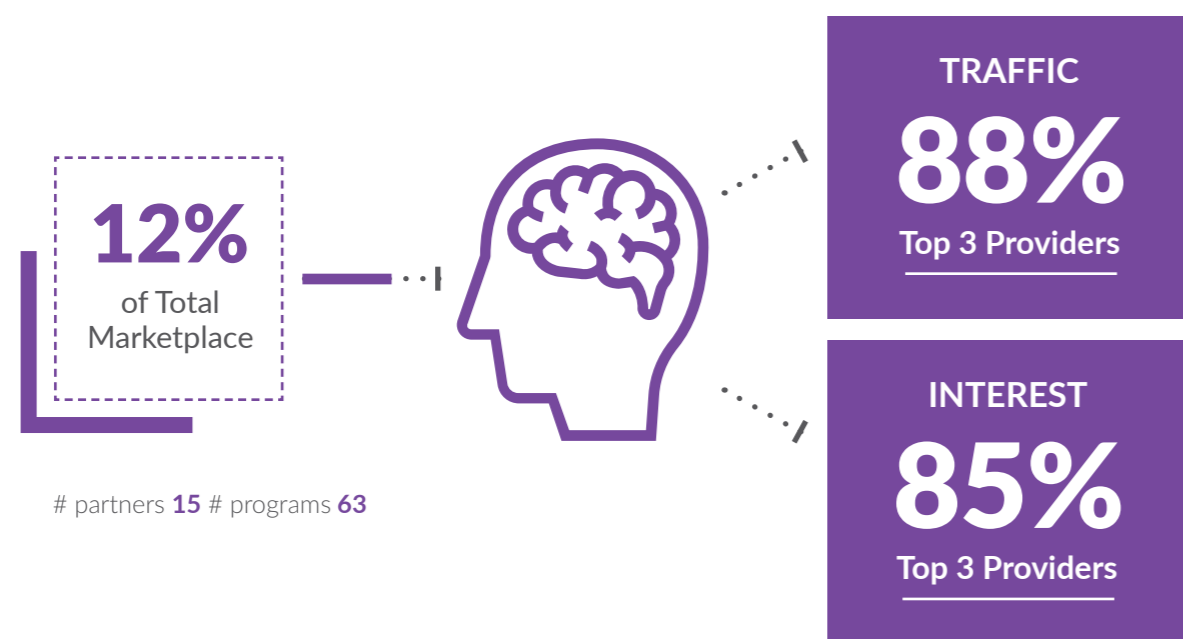 12%
of Total
Marketplace
# partners 15 # programs 63
TRAFFIC
88%
Top 3 Providers
INTEREST
85%
Top 3 Providers